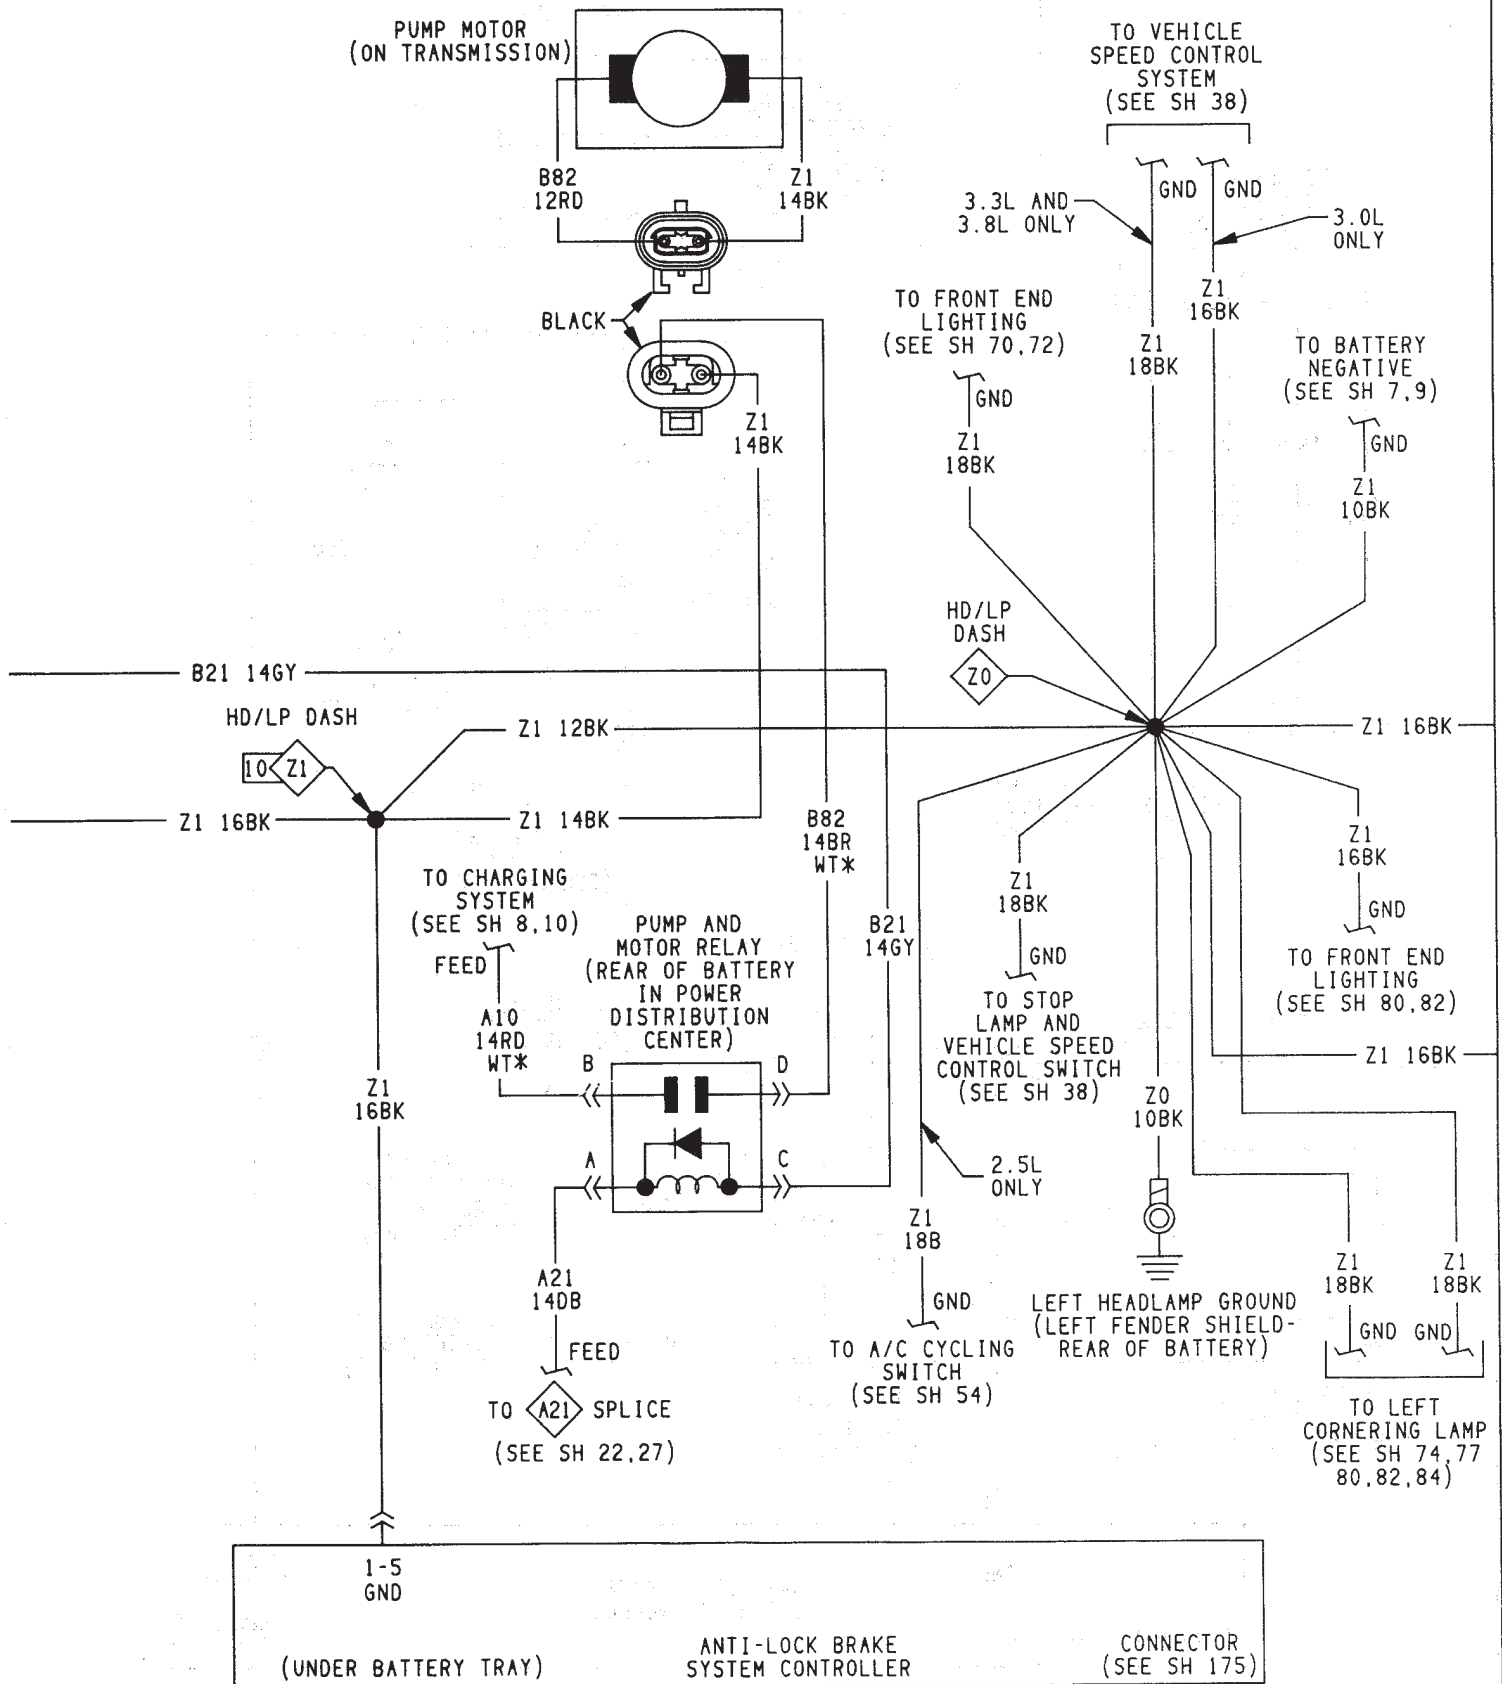 PUMP MOTOR
(ON TRANSMISSION)
B82
12RD
Z1
14BK
BLACK
Z1
14BK
TO VEHICLE
SPEED CONTROL
SYSTEM
(SEE SH 38)
GND
GND
3.3L AND
3.8L ONLY
3.0L
ONLY
Z1
16BK
Z1
18BK
TO FRONT END
LIGHTING
(SEE SH 70,72)
GND
Z1
18BK
TO BATTERY
NEGATIVE
(SEE SH 7,9)
GND
Z1
10BK
HD/LP
DASH
Z0
B21 14GY
HD/LP DASH
10
Z1
Z1 12BK
Z1 16BK
Z1 16BK
Z1 14BK
B82
14BR
WT*
TO CHARGING
SYSTEM
(SEE SH 8,10)
FEED
A10
14RD
WT*
PUMP AND
MOTOR RELAY
(REAR OF BATTERY
IN POWER
DISTRIBUTION
CENTER)
B21
14GY
B
D
A
C
Z1
16BK
A21
14DB
FEED
TO A21 SPLICE
(SEE SH 22,27)
Z1
18BK
GND
TO STOP
LAMP AND
VEHICLE SPEED
CONTROL SWITCH
(SEE SH 38)
2.5L
ONLY
Z1
18B
GND
TO A/C CYCLING
SWITCH
(SEE SH 54)
Z0
10BK
LEFT HEADLAMP GROUND
(LEFT FENDER SHIELD-
REAR OF BATTERY)
Z1
16BK
GND
TO FRONT END
LIGHTING
(SEE SH 80,82)
Z1 16BK
Z1
18BK
Z1
18BK
GND
GND
TO LEFT
CORNERING LAMP
(SEE SH 74,77
80,82,84)
1-5
GND
(UNDER BATTERY TRAY)
ANTI-LOCK BRAKE
SYSTEM CONTROLLER
CONNECTOR
(SEE SH 175)